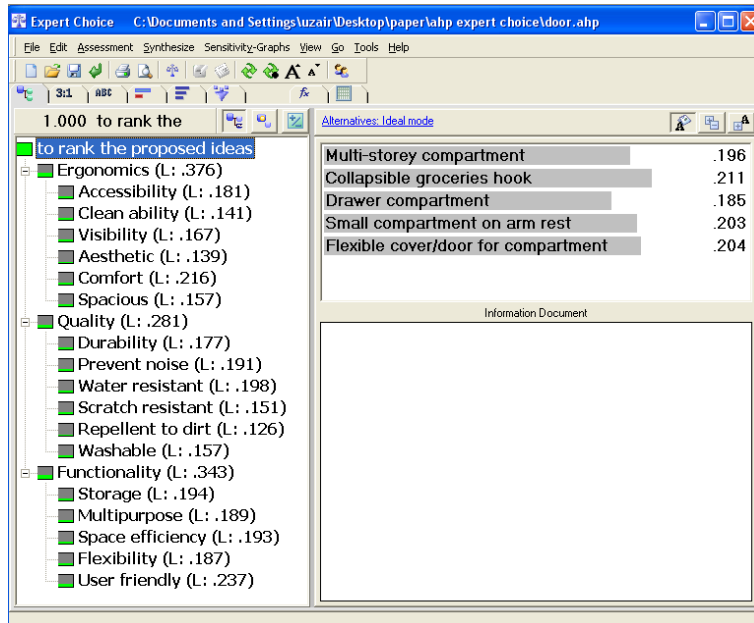 Expert Choice C:\Documents and Settings\uzair\Desktop\paper\ahp expert choice\door.ahp
File Edit Assessment Synthesize Sensitivity-Graphs View Go Tools Help
3:1 ABC fx
1.000 to rank the
Alternatives: Ideal mode
to rank the proposed ideas
Ergonomics (L: .376)
Accessibility (L: .181)
Clean ability (L: .141)
Visibility (L: .167)
Aesthetic (L: .139)
Comfort (L: .216)
Spacious (L: .157)
Quality (L: .281)
Durability (L: .177)
Prevent noise (L: .191)
Water resistant (L: .198)
Scratch resistant (L: .151)
Repellent to dirt (L: .126)
Washable (L: .157)
Functionality (L: .343)
Storage (L: .194)
Multipurpose (L: .189)
Space efficiency (L: .193)
Flexibility (L: .187)
User friendly (L: .237)
Multi-storey compartment .196
Collapsible groceries hook .211
Drawer compartment .185
Small compartment on arm rest .203
Flexible cover/door for compartment .204
Information Document